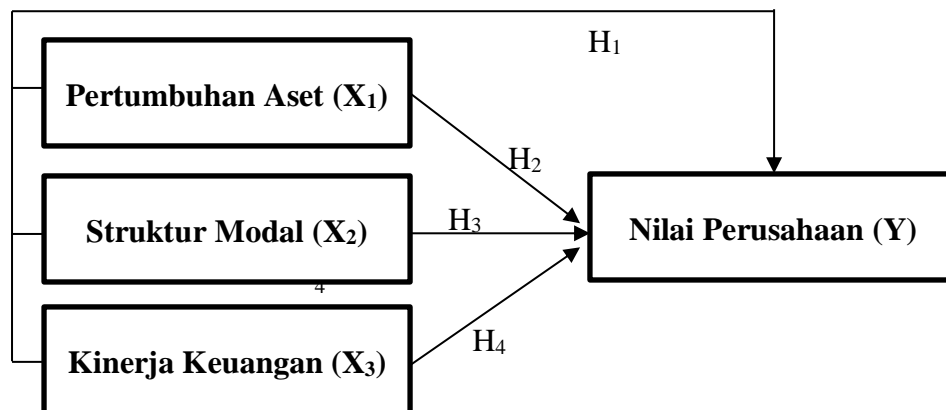 H₁
Pertumbuhan Aset (X₁)
H₂
Struktur Modal (X₂)
H₃
Nilai Perusahaan (Y)
4
Kinerja Keuangan (X₃)
H₄